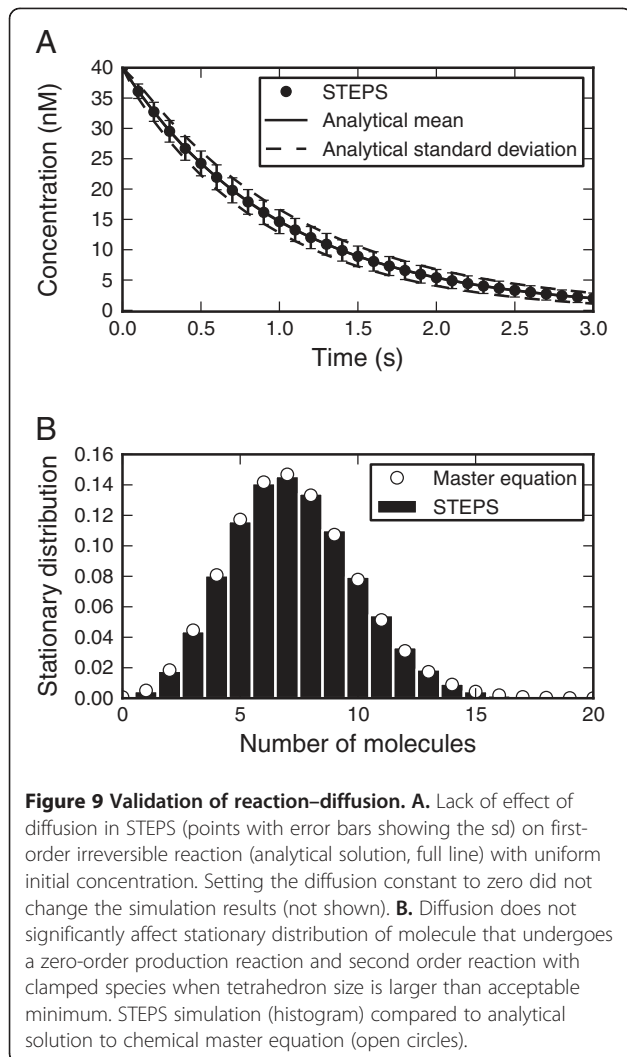 A
40
35
30
25
20
15
10
5
0
Concentration (nM)
STEPS
Analytical mean
Analytical standard deviation
0.0 0.5 1.0 1.5 2.0 2.5 3.0
Time (s)
B
0.16
0.14
0.12
0.10
0.08
0.06
0.04
0.02
0.00
Stationary distribution
Master equation
STEPS
0 5 10 15 20
Number of molecules
Figure 9 Validation of reaction–diffusion. A. Lack of effect of
diffusion in STEPS (points with error bars showing the sd) on first-
order irreversible reaction (analytical solution, full line) with uniform
initial concentration. Setting the diffusion constant to zero did not
change the simulation results (not shown). B. Diffusion does not
significantly affect stationary distribution of molecule that undergoes
a zero-order production reaction and second order reaction with
clamped species when tetrahedron size is larger than acceptable
minimum. STEPS simulation (histogram) compared to analytical
solution to chemical master equation (open circles).